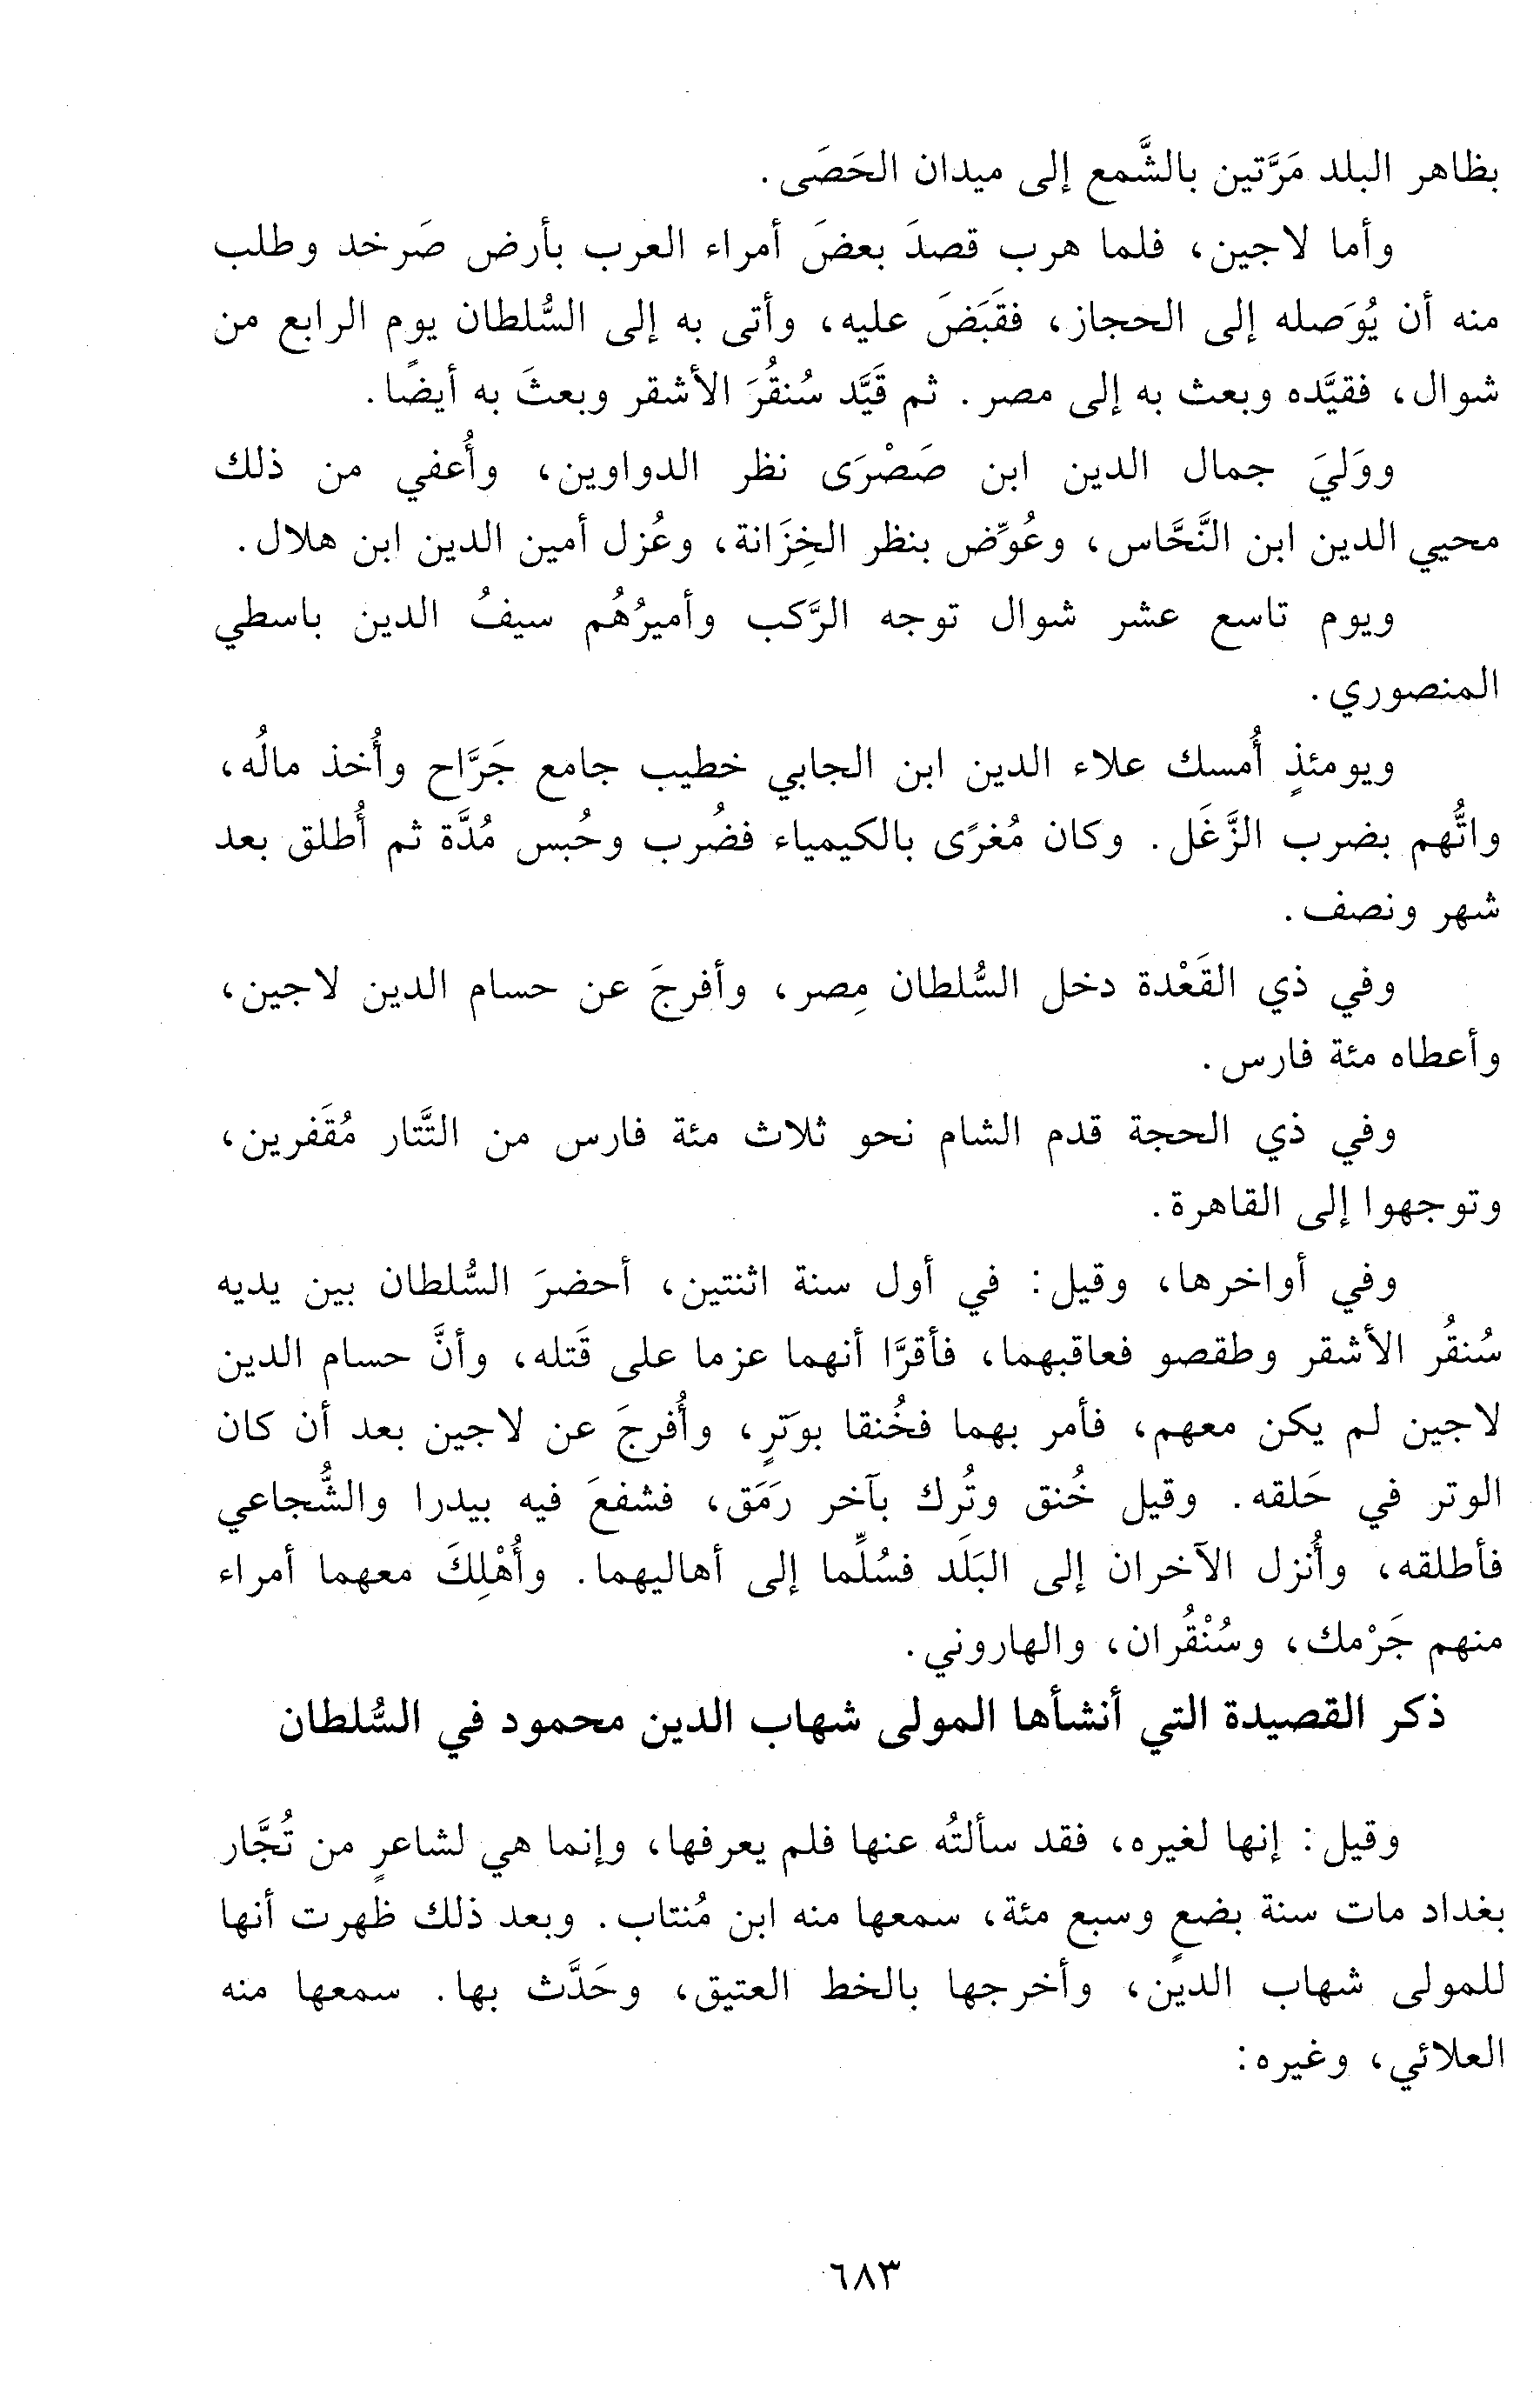 بظاهر البلد مَرَّتين بالشَّمع إلى ميدان الحَصَى.
وأما لاجين، فلما هرب قصدَ بعضَ أمراء العرب بأرض صَرخد وطلب
منه أن يُوَصله إلى الحجاز، فقَبَضَ عليه، وأتى به إلى السُّلطان يوم الرابع من
شوال، فقيَّده وبعث به إلى مصر. ثم قَيَّد سُنقُرَ الأشقر وبعثَ به أيضًا.
ووَليَ جمال الدين ابن صَصْرَى نظر الدواوين، وأُعفي من ذلك
محيي الدين ابن النَّحَّاس، وعُوِّض بنظر الخِزَانة، وعُزل أمين الدين ابن هلال.
ويوم تاسع عشر شوال توجه الرَّكب وأميرُهُم سيفُ الدين باسطي
المنصوري.
ويومئذٍ أُمسك علاء الدين ابن الجابي خطيب جامع جَرَّاح وأُخذ مالُه،
واتُّهم بضرب الزَّغَل. وكان مُغرًى بالكيمياء فضُرب وحُبس مُدَّة ثم أُطلق بعد
شهر ونصف.
وفي ذي القَعْدة دخل السُّلطان مِصر، وأفرجَ عن حسام الدين لاجين،
وأعطاه مئة فارس.
وفي ذي الحجة قدم الشام نحو ثلاث مئة فارس من التَّتار مُقَفرين،
وتوجهوا إلى القاهرة.
وفي أواخرها، وقيل: في أول سنة اثنتين، أحضرَ السُّلطان بين يديه
سُنقُر الأشقر وطقصو فعاقبهما، فأقرَّا أنهما عزما على قَتله، وأنَّ حسام الدين
لاجين لم يكن معهم، فأمر بهما فخُنقا بوَترٍ، وأُفرجَ عن لاجين بعد أن كان
الوتر في حَلقه. وقيل خُنق وتُرك بآخر رَمَق، فشفعَ فيه بيدرا والشُّجاعي
فأطلقه، وأُنزل الآخران إلى البَلَد فسُلِّما إلى أهاليهما. وأُهْلِكَ معهما أمراء
منهم جَرْمك، وسُنْقُران، والهاروني.
ذكر القصيدة التي أنشأها المولى شهاب الدين محمود في السُّلطان
وقيل: إنها لغيره، فقد سألتُه عنها فلم يعرفها، وإنما هي لشاعرٍ من تُجَّار
بغداد مات سنة بضعٍ وسبع مئة، سمعها منه ابن مُنتاب. وبعد ذلك ظهرت أنها
للمولى شهاب الدين، وأخرجها بالخط العتيق، وحَدَّث بها. سمعها منه
العلائي، وغيره:
٦٨٣